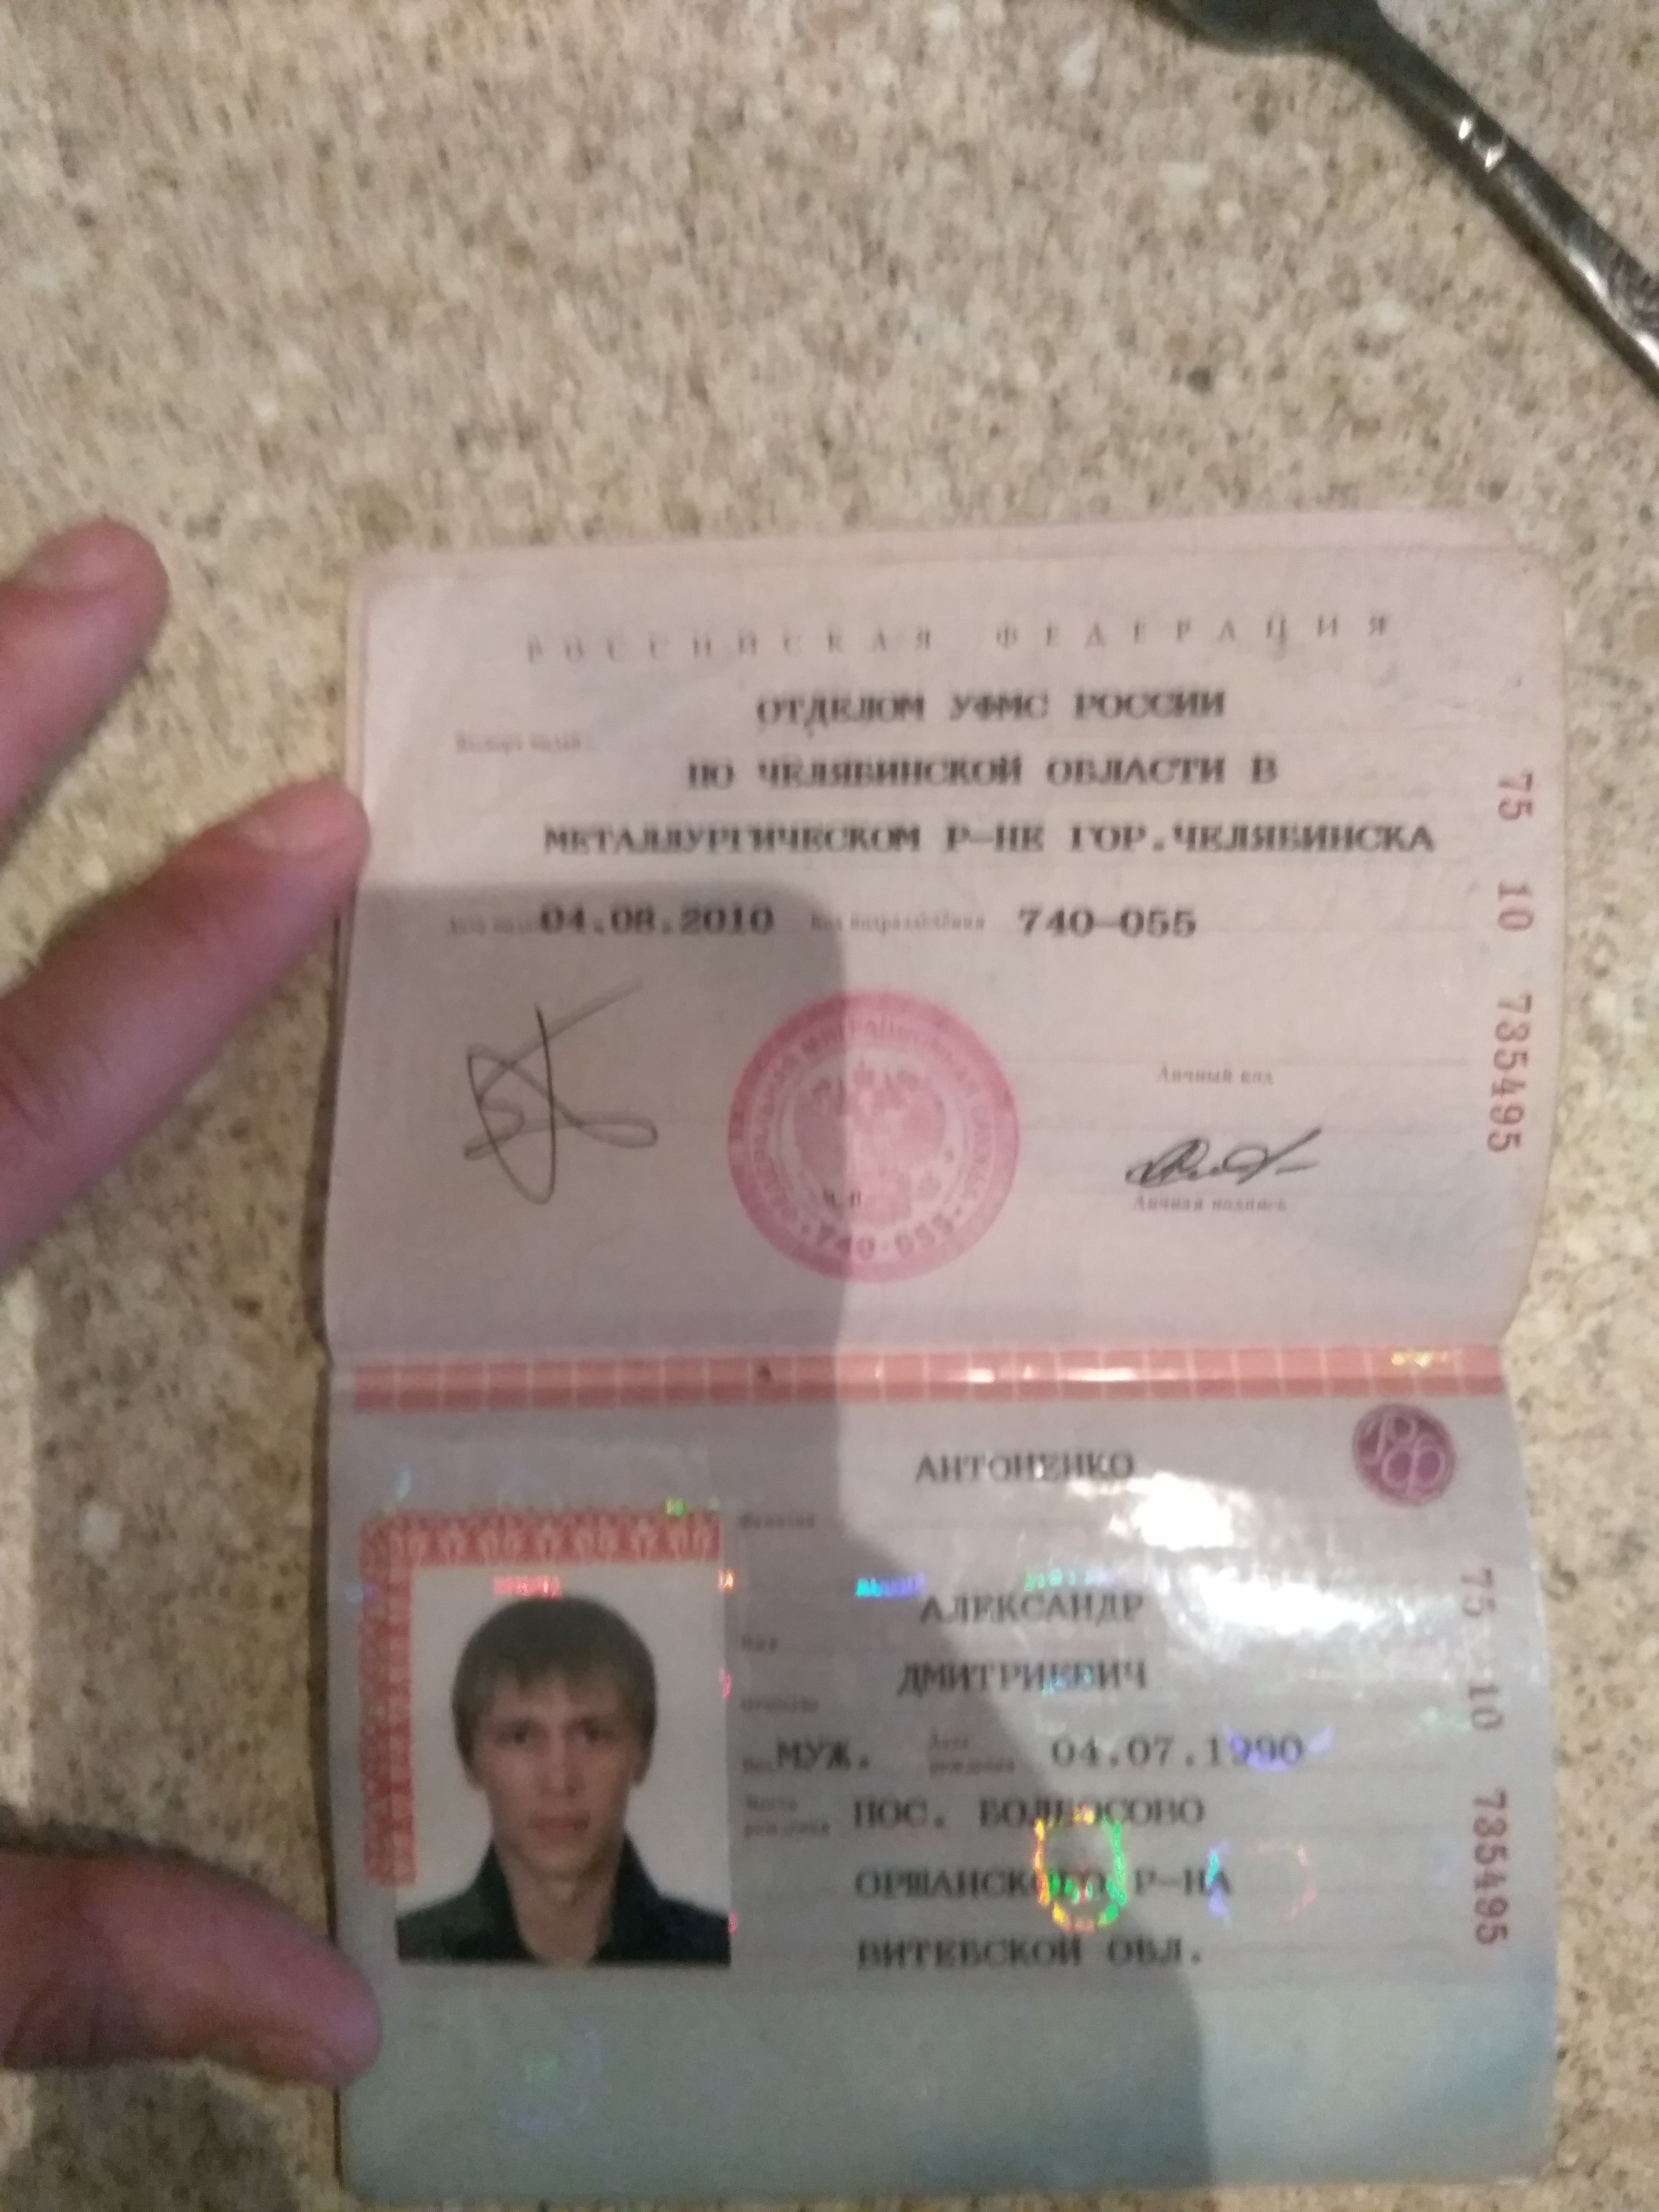 РОССИЙСКАЯ ФЕДЕРАЦИЯ
ОТДЕЛОМ УФМС РОССИИ
Паспорт выдан
ПО ЧЕЛЯБИНСКОЙ ОБЛАСТИ В
МЕТАЛЛУРГИЧЕСКОМ Р-НЕ ГОР.ЧЕЛЯБИНСКА
Дата выдачи 04.08.2010 Код подразделения 740-055
Личный код
М.П.
Личная подпись
740-055
75 10 735495
АНТОНЕНКО
Фамилия
АЛЕКСАНДР
Имя
ДМИТРИЕВИЧ
Отчество
Пол МУЖ. Дата рождения 04.07.1990
Место рождения ПОС. БОЛБАСОВО
ОРШАНСКОГО Р-НА
ВИТЕБСКОЙ ОБЛ.
РФ
75 10 735495